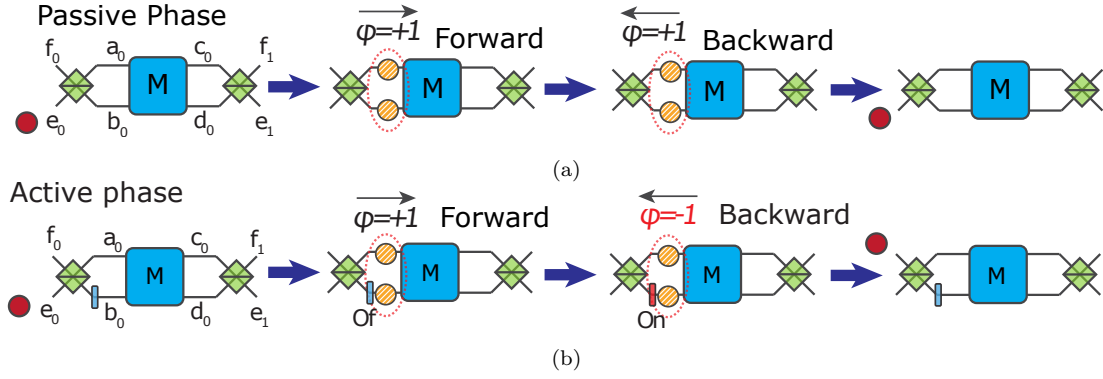 Passive Phase
φ=+1 Forward
φ=+1 Backward
f₀ a₀ c₀ f₁
M M M M
e₀ b₀ d₀ e₁
(a)
Active phase
φ=+1 Forward
φ=-1 Backward
f₀ a₀ c₀ f₁
M M M M
e₀ b₀ d₀ e₁
Of On
(b)